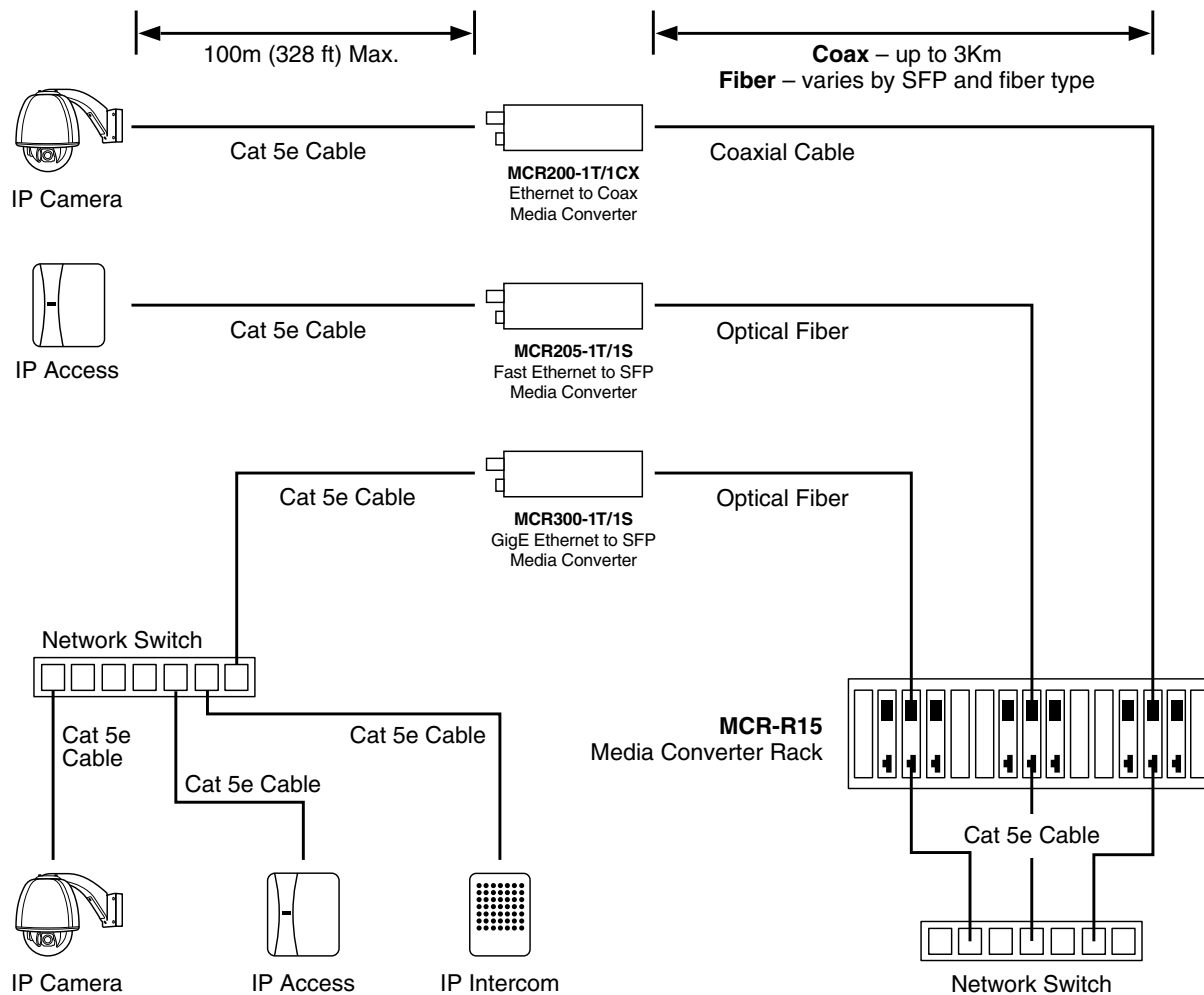 100m (328 ft) Max.
Coax – up to 3Km
Fiber – varies by SFP and fiber type
Cat 5e Cable
Coaxial Cable
MCR200-1T/1CX
Ethernet to Coax
Media Converter
IP Camera
Cat 5e Cable
Optical Fiber
MCR205-1T/1S
Fast Ethernet to SFP
Media Converter
IP Access
Cat 5e Cable
Optical Fiber
MCR300-1T/1S
GigE Ethernet to SFP
Media Converter
Network Switch
Cat 5e
Cable
Cat 5e Cable
Cat 5e Cable
MCR-R15
Media Converter Rack
Cat 5e Cable
IP Camera
IP Access
IP Intercom
Network Switch